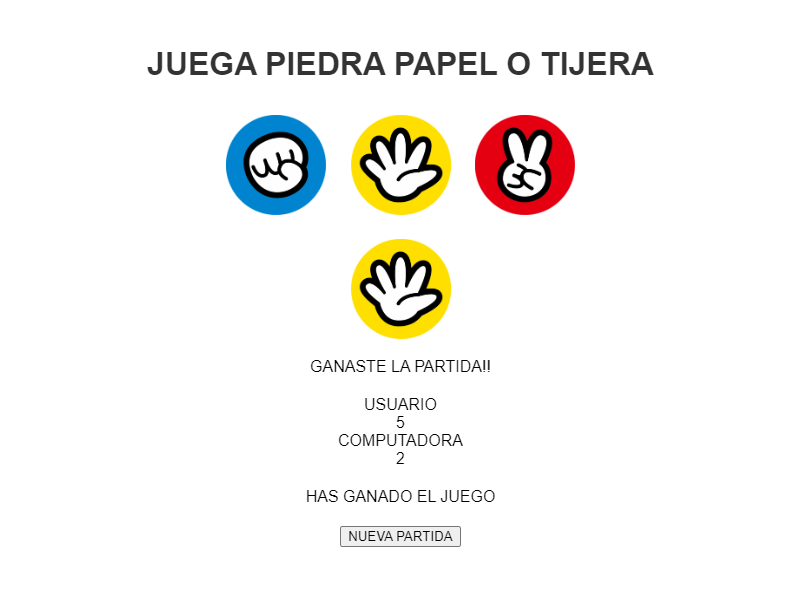 JUEGA PIEDRA PAPEL O TIJERA
GANASTE LA PARTIDA!!
USUARIO
5
COMPUTADORA
2
HAS GANADO EL JUEGO
NUEVA PARTIDA